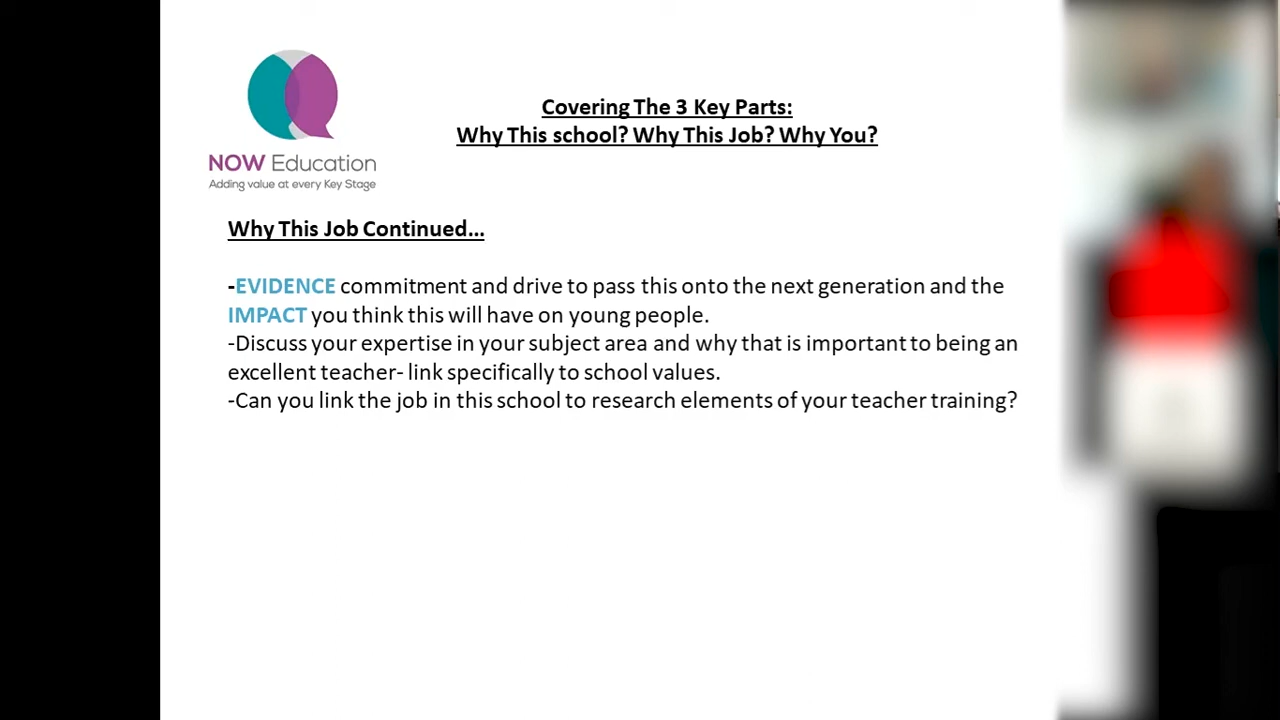 Covering The 3 Key Parts:
Why This school? Why This Job? Why You?
NOW Education
Adding value at every Key Stage
Why This Job Continued...
-EVIDENCE commitment and drive to pass this onto the next generation and the
IMPACT you think this will have on young people.
-Discuss your expertise in your subject area and why that is important to being an
excellent teacher- link specifically to school values.
-Can you link the job in this school to research elements of your teacher training?